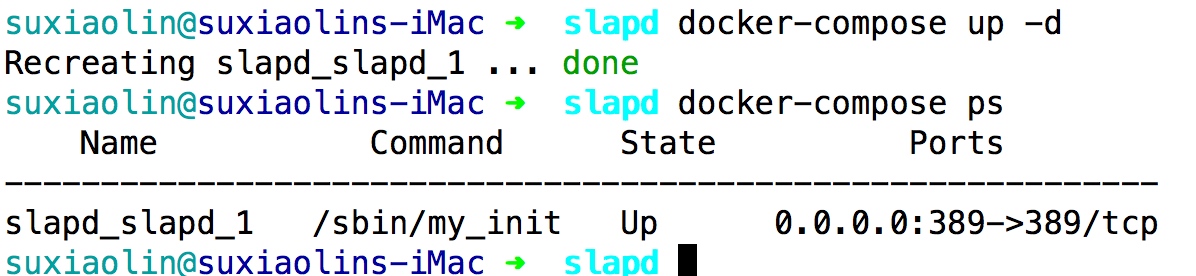 suxiaolin@suxiaolins-iMac ➜  slapd docker-compose up -d
Recreating slapd_slapd_1 ... done
suxiaolin@suxiaolins-iMac ➜  slapd docker-compose ps
    Name           Command      State          Ports
------------------------------------------------------------
slapd_slapd_1   /sbin/my_init   Up      0.0.0.0:389->389/tcp
suxiaolin@suxiaolins-iMac ➜  slapd